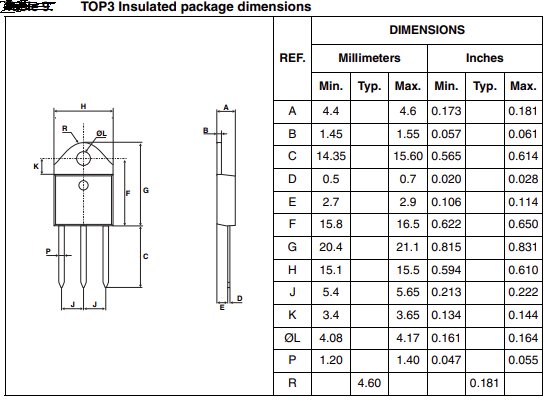 TOP3 Insulated package dimensions
DIMENSIONS
REF. Millimeters Inches
Min. Typ. Max. Min. Typ. Max.
A 4.4 4.6 0.173 0.181
B 1.45 1.55 0.057 0.061
C 14.35 15.60 0.565 0.614
D 0.5 0.7 0.020 0.028
E 2.7 2.9 0.106 0.114
F 15.8 16.5 0.622 0.650
G 20.4 21.1 0.815 0.831
H 15.1 15.5 0.594 0.610
J 5.4 5.65 0.213 0.222
K 3.4 3.65 0.134 0.144
ØL 4.08 4.17 0.161 0.164
P 1.20 1.40 0.047 0.055
R 4.60 0.181
H A
R ØL
B
K
F G
P
C
J J
E D